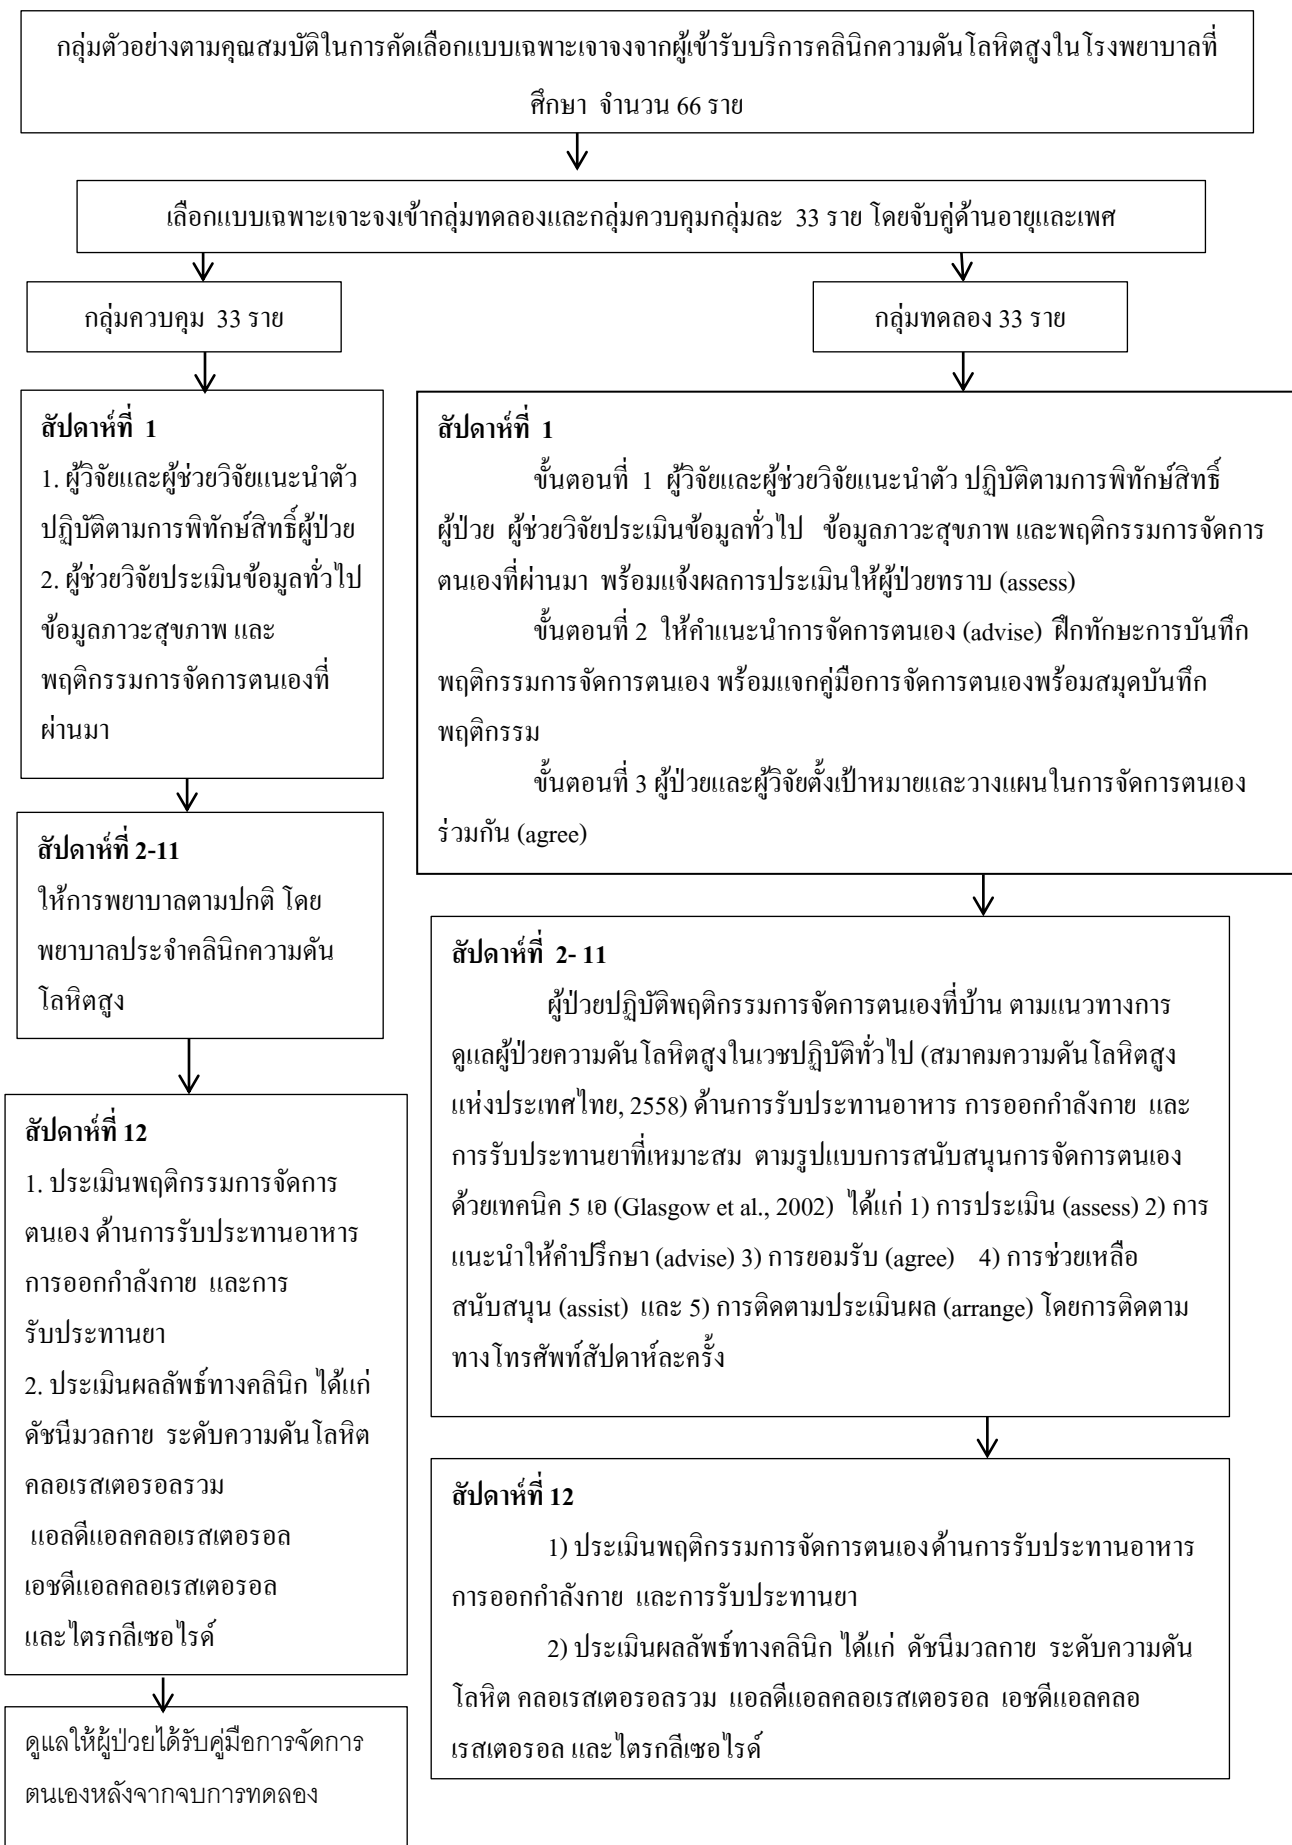 กลุ่มตัวอย่างตามคุณสมบัติในการคัดเลือกแบบเฉพาะเจาจงจากผู้เข้ารับบริการคลินิกความดันโลหิตสูงในโรงพยาบาลที่
ศึกษา จำนวน 66 ราย
เลือกแบบเฉพาะเจาะจงเข้ากลุ่มทดลองและกลุ่มควบคุมกลุ่มละ 33 ราย โดยจับคู่ด้านอายุและเพศ
กลุ่มควบคุม 33 ราย
กลุ่มทดลอง 33 ราย
สัปดาห์ที่ 1
1. ผู้วิจัยและผู้ช่วยวิจัยแนะนำตัว
ปฏิบัติตามการพิทักษ์สิทธิ์ผู้ป่วย
2. ผู้ช่วยวิจัยประเมินข้อมูลทั่วไป
ข้อมูลภาวะสุขภาพ และ
พฤติกรรมการจัดการตนเองที่
ผ่านมา
สัปดาห์ที่ 2-11
ให้การพยาบาลตามปกติ โดย
พยาบาลประจำคลินิกความดัน
โลหิตสูง
สัปดาห์ที่ 12
1. ประเมินพฤติกรรมการจัดการ
ตนเอง ด้านการรับประทานอาหาร
การออกกำลังกาย และการ
รับประทานยา
2. ประเมินผลลัพธ์ทางคลินิก ได้แก่
ดัชนีมวลกาย ระดับความดันโลหิต
คลอเรสเตอรอลรวม
แอลดีแอลคลอเรสเตอรอล
เอชดีแอลคลอเรสเตอรอล
และไตรกลีเซอไรด์
ดูแลให้ผู้ป่วยได้รับคู่มือการจัดการ
ตนเองหลังจากจบการทดลอง
สัปดาห์ที่ 1
ขั้นตอนที่ 1 ผู้วิจัยและผู้ช่วยวิจัยแนะนำตัว ปฏิบัติตามการพิทักษ์สิทธิ์
ผู้ป่วย ผู้ช่วยวิจัยประเมินข้อมูลทั่วไป ข้อมูลภาวะสุขภาพ และพฤติกรรมการจัดการ
ตนเองที่ผ่านมา พร้อมแจ้งผลการประเมินให้ผู้ป่วยทราบ (assess)
ขั้นตอนที่ 2 ให้คำแนะนำการจัดการตนเอง (advise) ฝึกทักษะการบันทึก
พฤติกรรมการจัดการตนเอง พร้อมแจกคู่มือการจัดการตนเองพร้อมสมุดบันทึก
พฤติกรรม
ขั้นตอนที่ 3 ผู้ป่วยและผู้วิจัยตั้งเป้าหมายและวางแผนในการจัดการตนเอง
ร่วมกัน (agree)
สัปดาห์ที่ 2- 11
ผู้ป่วยปฏิบัติพฤติกรรมการจัดการตนเองที่บ้าน ตามแนวทางการ
ดูแลผู้ป่วยความดันโลหิตสูงในเวชปฏิบัติทั่วไป (สมาคมความดันโลหิตสูง
แห่งประเทศไทย, 2558) ด้านการรับประทานอาหาร การออกกำลังกาย และ
การรับประทานยาที่เหมาะสม ตามรูปแบบการสนับสนุนการจัดการตนเอง
ด้วยเทคนิค 5 เอ (Glasgow et al., 2002) ได้แก่ 1) การประเมิน (assess) 2) การ
แนะนำให้คำปรึกษา (advise) 3) การยอมรับ (agree) 4) การช่วยเหลือ
สนับสนุน (assist) และ 5) การติดตามประเมินผล (arrange) โดยการติดตาม
ทางโทรศัพท์สัปดาห์ละครั้ง
สัปดาห์ที่ 12
1) ประเมินพฤติกรรมการจัดการตนเองด้านการรับประทานอาหาร
การออกกำลังกาย และการรับประทานยา
2) ประเมินผลลัพธ์ทางคลินิก ได้แก่ ดัชนีมวลกาย ระดับความดัน
โลหิต คลอเรสเตอรอลรวม แอลดีแอลคลอเรสเตอรอล เอชดีแอลคลอ
เรสเตอรอล และไตรกลีเซอไรด์